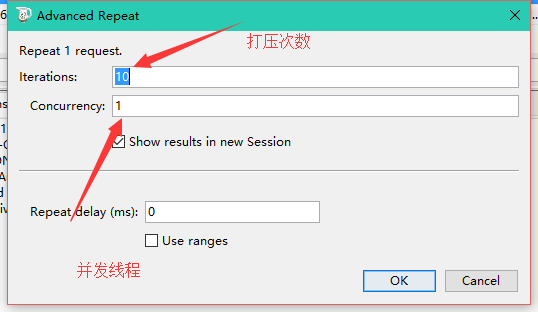 Advanced Repeat
打压次数
Repeat 1 request.
Iterations: 10
Concurrency: 1
Show results in new Session
Repeat delay (ms): 0
Use ranges
并发线程
OK Cancel